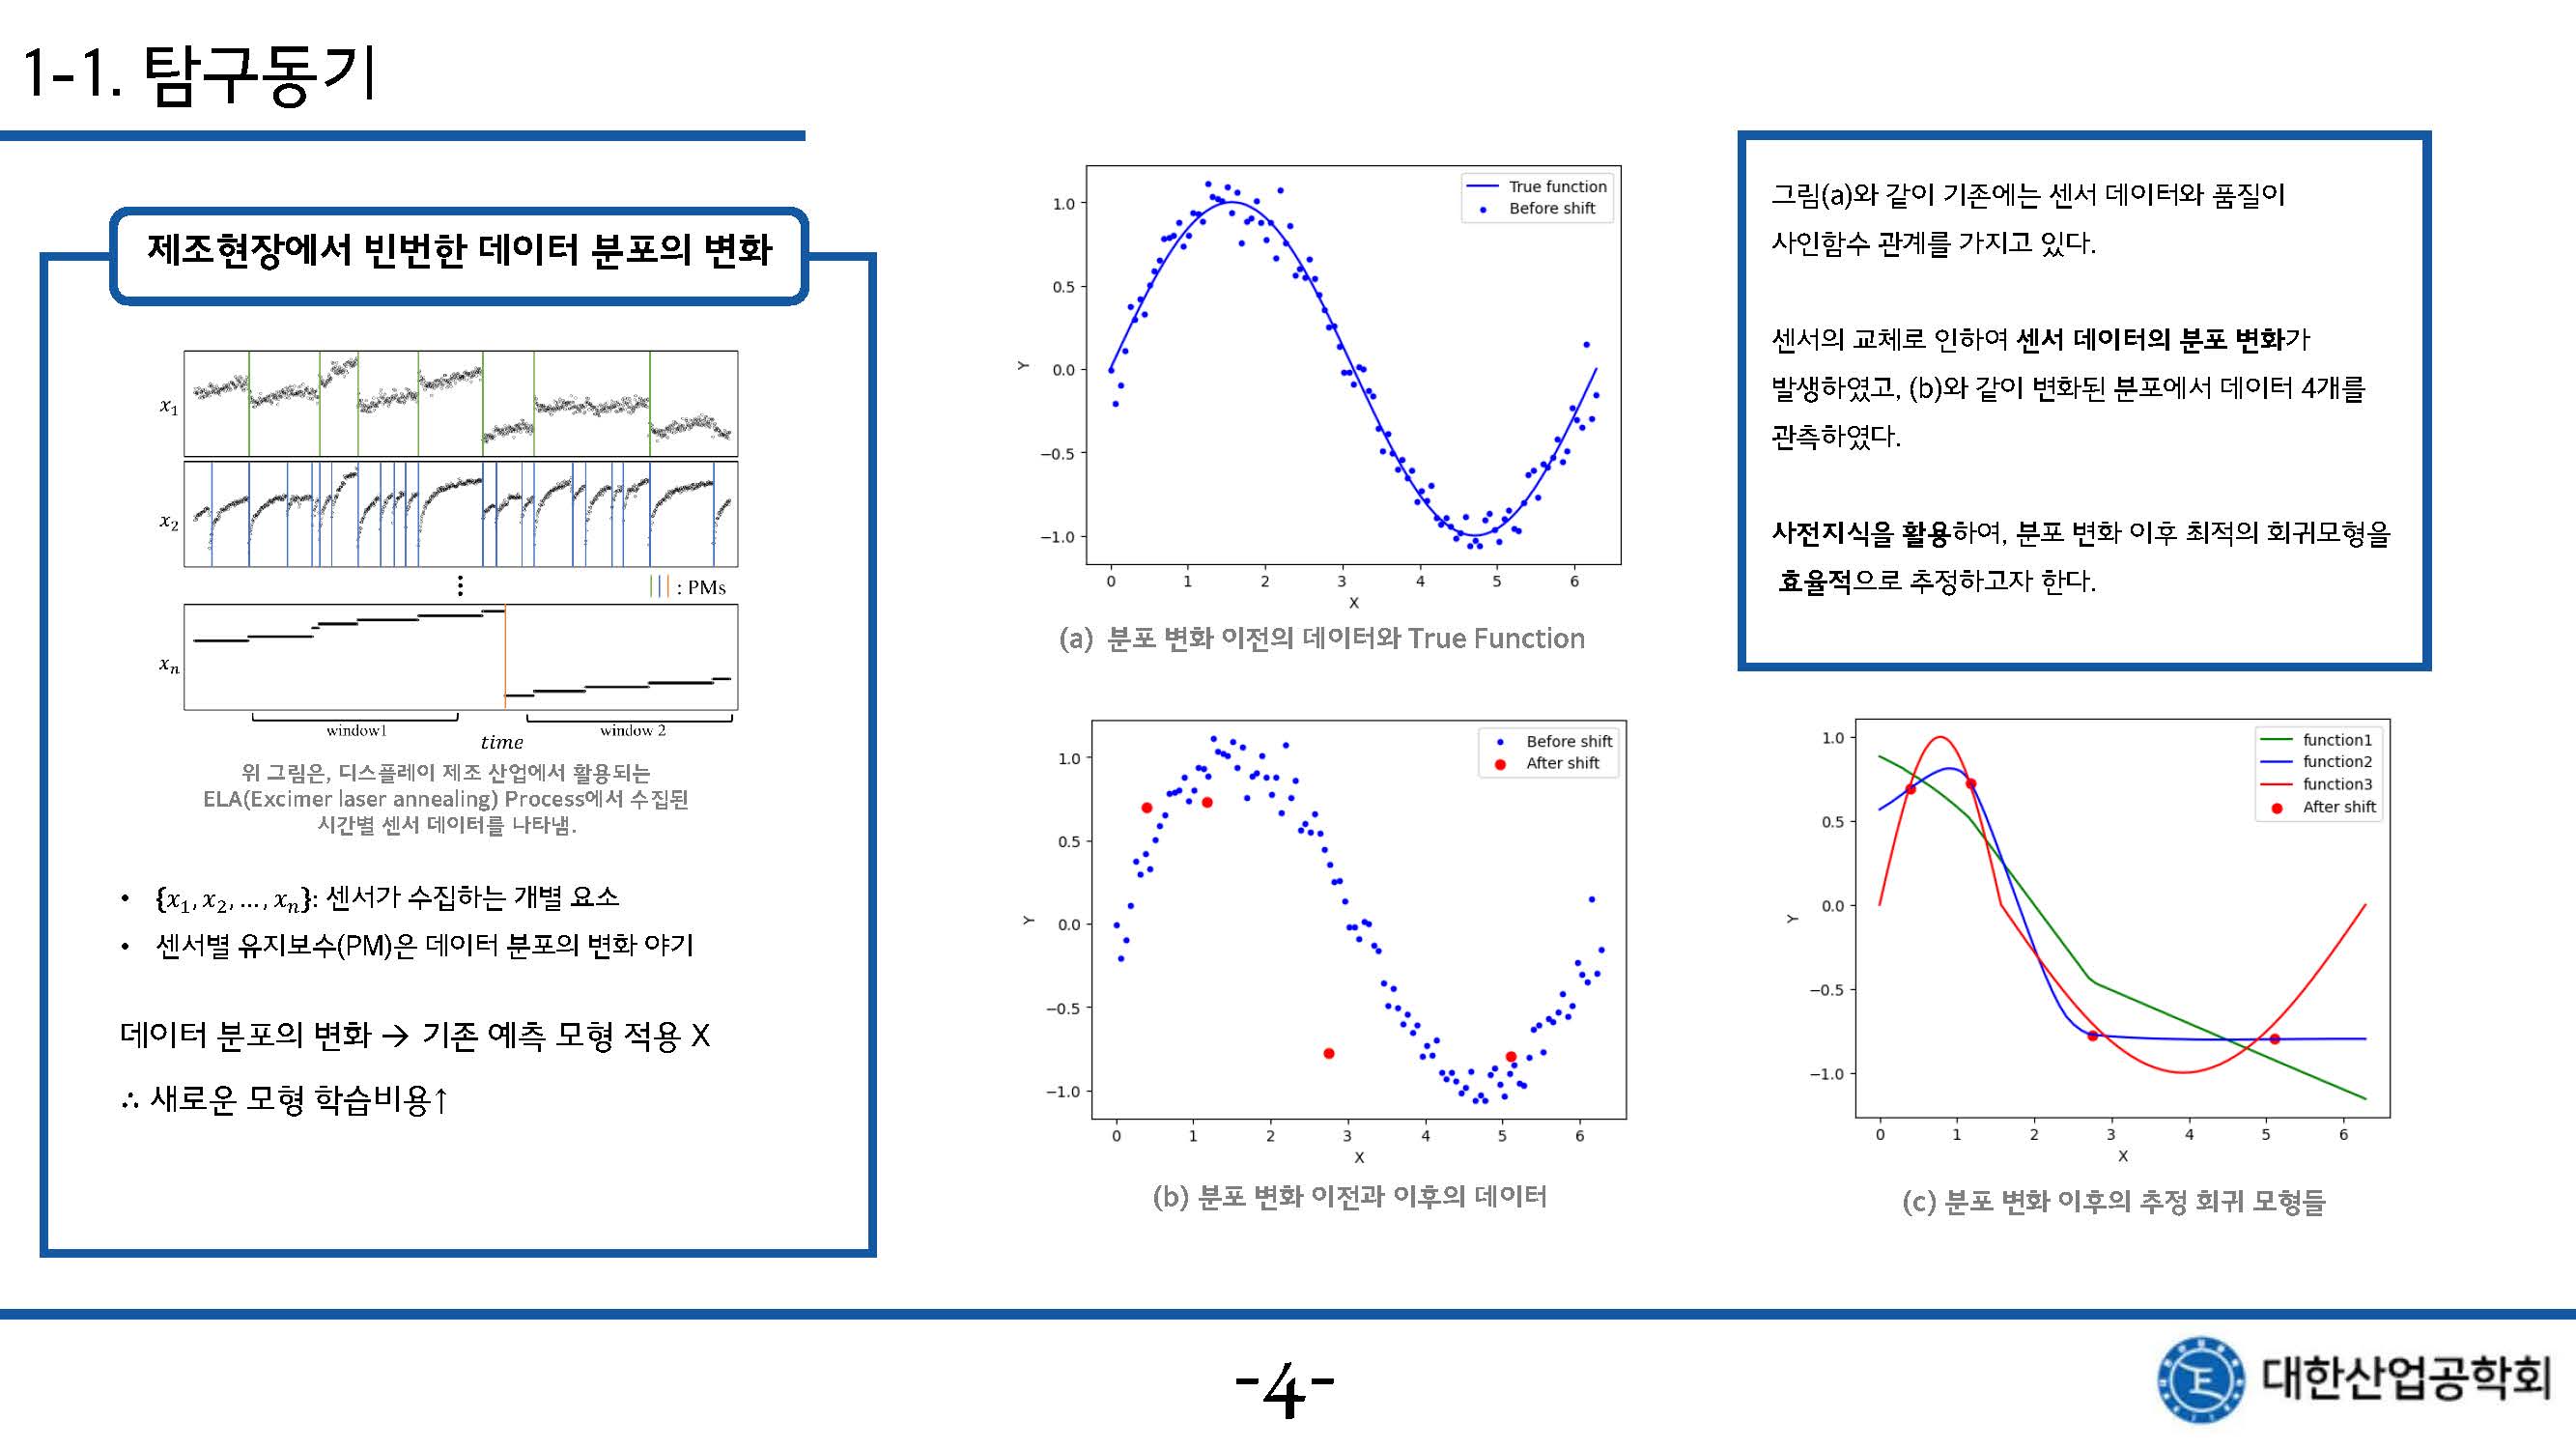 1-1. 탐구동기
제조현장에서 빈번한 데이터 분포의 변화
x₁
x₂
⋮
: PMs
xₙ
window1
window 2
time
위 그림은, 디스플레이 제조 산업에서 활용되는
ELA(Excimer laser annealing) Process에서 수집된
시간별 센서 데이터를 나타냄.
• {x₁, x₂, ... , xₙ}: 센서가 수집하는 개별 요소
• 센서별 유지보수(PM)은 데이터 분포의 변화 야기
데이터 분포의 변화 → 기존 예측 모형 적용 X
∴ 새로운 모형 학습비용↑
True function
Before shift
1.0
0.5
0.0
−0.5
−1.0
Y
0 1 2 3 4 5 6
X
(a) 분포 변화 이전의 데이터와 True Function
Before shift
After shift
1.0
0.5
0.0
−0.5
−1.0
Y
0 1 2 3 4 5 6
X
(b) 분포 변화 이전과 이후의 데이터
그림(a)와 같이 기존에는 센서 데이터와 품질이
사인함수 관계를 가지고 있다.
센서의 교체로 인하여 센서 데이터의 분포 변화가
발생하였고, (b)와 같이 변화된 분포에서 데이터 4개를
관측하였다.
사전지식을 활용하여, 분포 변화 이후 최적의 회귀모형을
효율적으로 추정하고자 한다.
function1
function2
function3
After shift
1.0
0.5
0.0
−0.5
−1.0
Y
0 1 2 3 4 5 6
X
(c) 분포 변화 이후의 추정 회귀 모형들
-4-
대한산업공학회